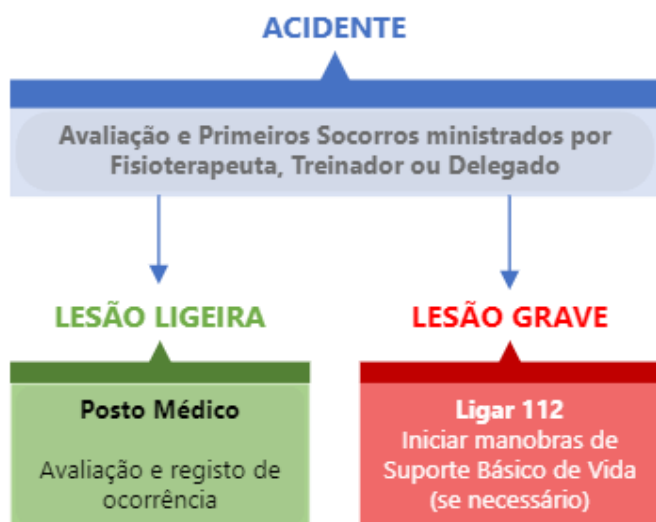 ACIDENTE
Avaliação e Primeiros Socorros ministrados por
Fisioterapeuta, Treinador ou Delegado
LESÃO LIGEIRA
LESÃO GRAVE
Posto Médico
Avaliação e registo de
ocorrência
Ligar 112
Iniciar manobras de
Suporte Básico de Vida
(se necessário)